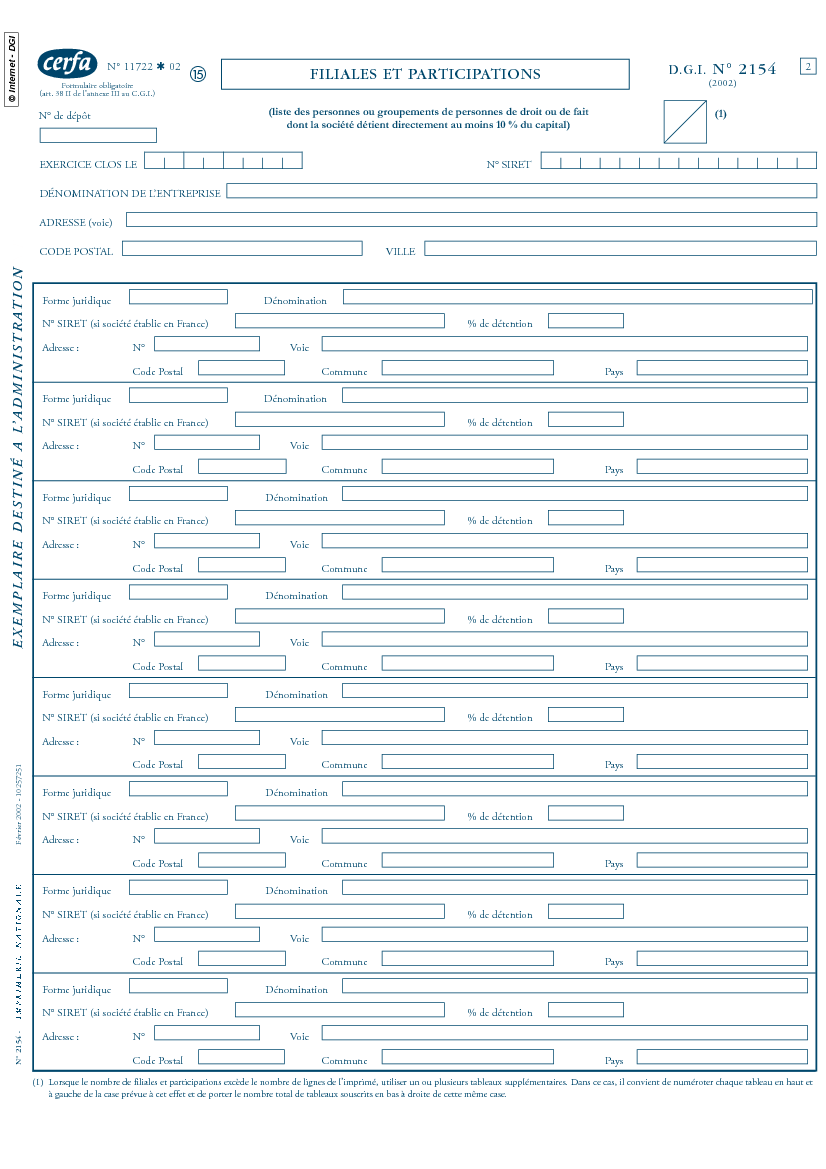 © Internet - DGI
cerfa
N° 11722 ✱ 02
15
Formulaire obligatoire
(art. 38 II de l'annexe III au C.G.I.)
FILIALES ET PARTICIPATIONS
D.G.I. N° 2154
(2002)
2
N° de dépôt
(liste des personnes ou groupements de personnes de droit ou de fait
dont la société détient directement au moins 10 % du capital)
(1)
EXERCICE CLOS LE
N° SIRET
DÉNOMINATION DE L'ENTREPRISE
ADRESSE (voie)
CODE POSTAL
VILLE
EXEMPLAIRE DESTINÉ A L'ADMINISTRATION
Forme juridique Dénomination
N° SIRET (si société établie en France) % de détention
Adresse : N° Voie
Code Postal Commune Pays
Forme juridique Dénomination
N° SIRET (si société établie en France) % de détention
Adresse : N° Voie
Code Postal Commune Pays
Forme juridique Dénomination
N° SIRET (si société établie en France) % de détention
Adresse : N° Voie
Code Postal Commune Pays
Forme juridique Dénomination
N° SIRET (si société établie en France) % de détention
Adresse : N° Voie
Code Postal Commune Pays
Forme juridique Dénomination
N° SIRET (si société établie en France) % de détention
Adresse : N° Voie
Code Postal Commune Pays
Forme juridique Dénomination
N° SIRET (si société établie en France) % de détention
Adresse : N° Voie
Code Postal Commune Pays
Forme juridique Dénomination
N° SIRET (si société établie en France) % de détention
Adresse : N° Voie
Code Postal Commune Pays
Forme juridique Dénomination
N° SIRET (si société établie en France) % de détention
Adresse : N° Voie
Code Postal Commune Pays
N° 2154 - IMPRIMERIE NATIONALE
Février 2002 - 10 257251
(1) Lorsque le nombre de filiales et participations excède le nombre de lignes de l'imprimé, utiliser un ou plusieurs tableaux supplémentaires. Dans ce cas, il convient de numéroter chaque tableau en haut et
à gauche de la case prévue à cet effet et de porter le nombre total de tableaux souscrits en bas à droite de cette même case.